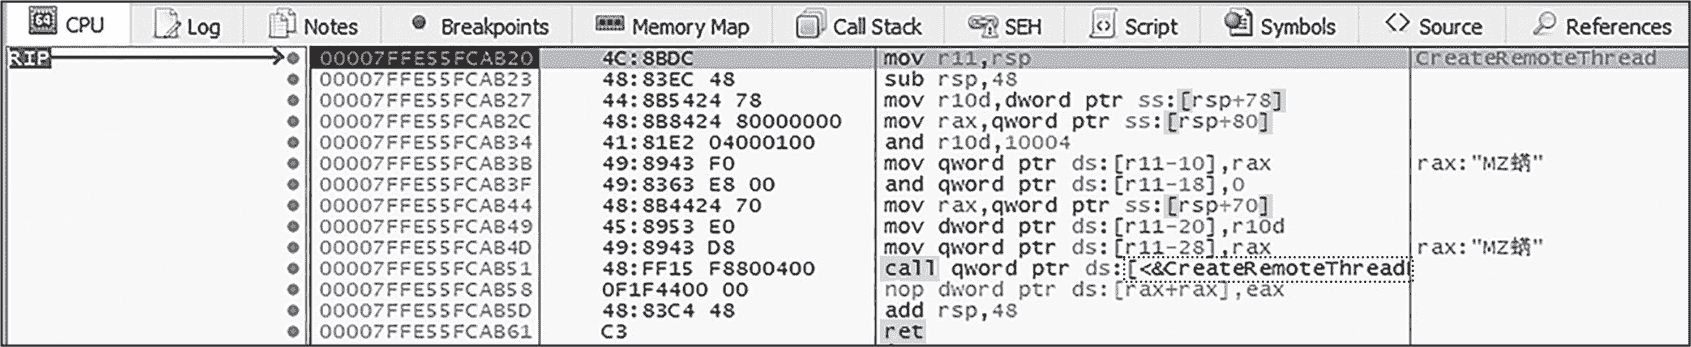 64 CPU Log Notes Breakpoints Memory Map Call Stack SEH Script Symbols Source References
RIP 00007FFE55FCAB20 4C:8BDC mov r11,rsp CreateRemoteThread
00007FFE55FCAB23 48:83EC 48 sub rsp,48
00007FFE55FCAB27 44:8B5424 78 mov r10d,dword ptr ss:[rsp+78]
00007FFE55FCAB2C 48:8B8424 80000000 mov rax,qword ptr ss:[rsp+80]
00007FFE55FCAB34 41:81E2 04000100 and r10d,10004
00007FFE55FCAB3B 49:8943 F0 mov qword ptr ds:[r11-10],rax rax:"MZ蟡"
00007FFE55FCAB3F 49:8363 E8 00 and qword ptr ds:[r11-18],0
00007FFE55FCAB44 48:8B4424 70 mov rax,qword ptr ss:[rsp+70]
00007FFE55FCAB49 45:8953 E0 mov dword ptr ds:[r11-20],r10d
00007FFE55FCAB4D 49:8943 D8 mov qword ptr ds:[r11-28],rax rax:"MZ蟡"
00007FFE55FCAB51 48:FF15 F8800400 call qword ptr ds:[<&CreateRemoteThread
00007FFE55FCAB58 0F1F4400 00 nop dword ptr ds:[rax+rax],eax
00007FFE55FCAB5D 48:83C4 48 add rsp,48
00007FFE55FCAB61 C3 ret